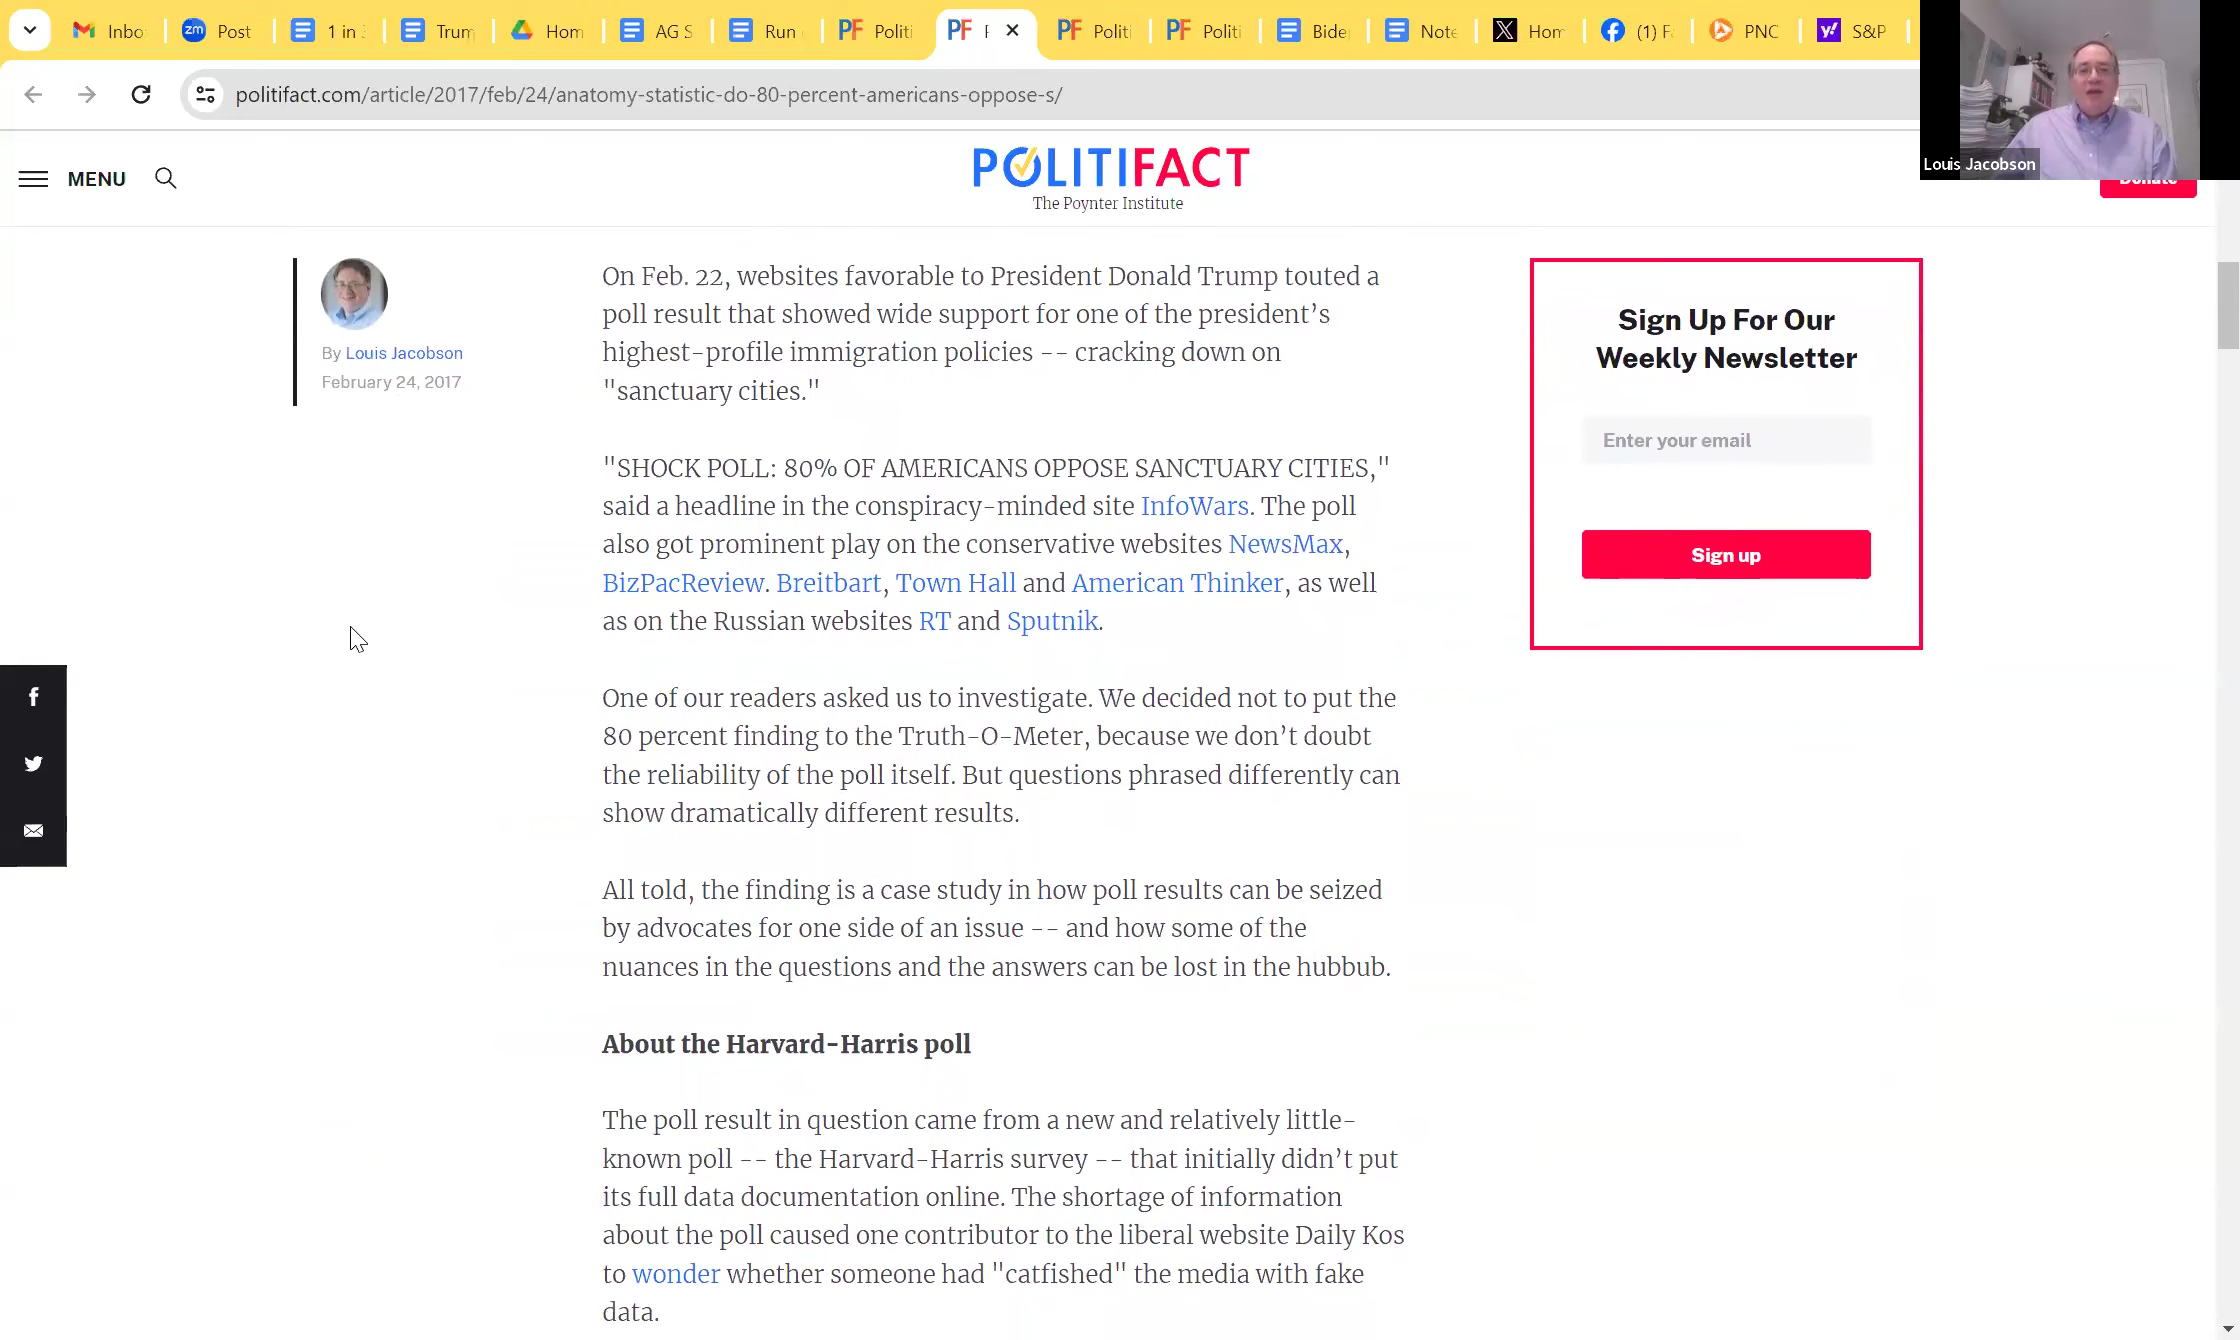 Inbo
zm Post
1 in
Trum
Hom
AG S
Run
PF Politi
PF
PF Politi
PF Politi
Bide
Note
X Hom
(1) F
PNC
y! S&P
politifact.com/article/2017/feb/24/anatomy-statistic-do-80-percent-americans-oppose-s/
Louis Jacobson
MENU
POLITIFACT
The Poynter Institute
Donate
By Louis Jacobson
February 24, 2017
On Feb. 22, websites favorable to President Donald Trump touted a
poll result that showed wide support for one of the president’s
highest-profile immigration policies -- cracking down on
"sanctuary cities."
"SHOCK POLL: 80% OF AMERICANS OPPOSE SANCTUARY CITIES,"
said a headline in the conspiracy-minded site InfoWars. The poll
also got prominent play on the conservative websites NewsMax,
BizPacReview. Breitbart, Town Hall and American Thinker, as well
as on the Russian websites RT and Sputnik.
One of our readers asked us to investigate. We decided not to put the
80 percent finding to the Truth-O-Meter, because we don’t doubt
the reliability of the poll itself. But questions phrased differently can
show dramatically different results.
All told, the finding is a case study in how poll results can be seized
by advocates for one side of an issue -- and how some of the
nuances in the questions and the answers can be lost in the hubbub.
About the Harvard-Harris poll
The poll result in question came from a new and relatively little-
known poll -- the Harvard-Harris survey -- that initially didn’t put
its full data documentation online. The shortage of information
about the poll caused one contributor to the liberal website Daily Kos
to wonder whether someone had "catfished" the media with fake
data.
Sign Up For Our
Weekly Newsletter
Enter your email
Sign up